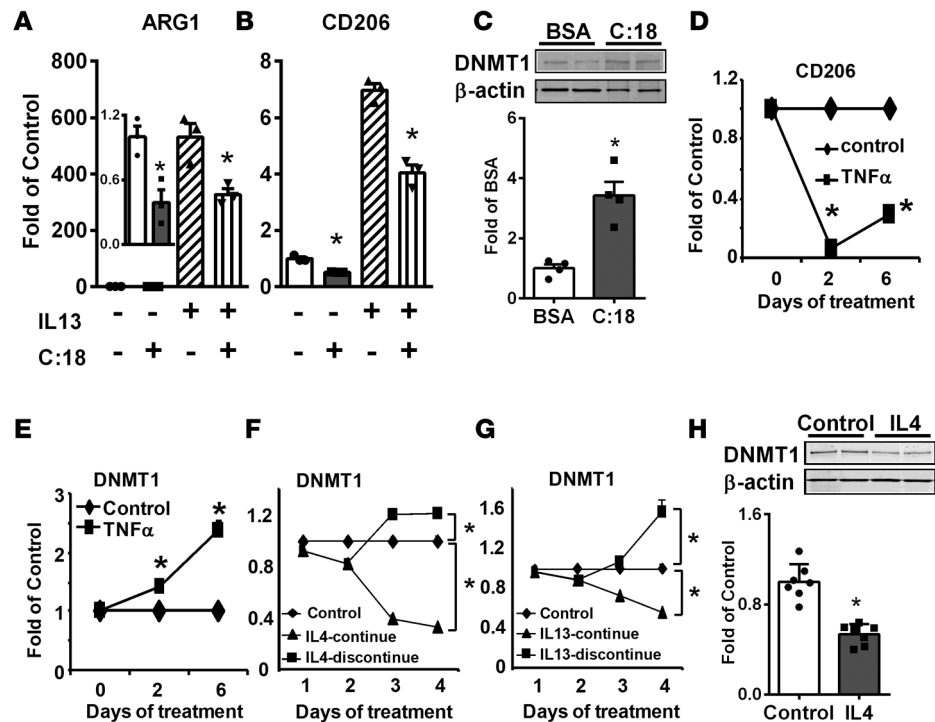 A
ARG1
Fold of Control
800
600
400
200
0
1.2
0.6
0.0
*
*
IL13 - - + +
C:18 - + - +
B
CD206
8
6
4
2
0
*
*
- - + +
- + - +
C
BSA C:18
DNMT1
β-actin
Fold of BSA
6
4
2
0
*
BSA C:18
D
CD206
Fold of Control
1.2
0.8
0.4
0
control
TNFα
*
*
0 2 6
Days of treatment
E
DNMT1
Fold of Control
3
2
1
0
Control
TNFα
*
*
0 2 6
Days of treatment
F
DNMT1
1.2
0.8
0.4
0
*
*
Control
IL4-continue
IL4-discontinue
1 2 3 4
Days of treatment
G
DNMT1
1.6
1.2
0.8
0.4
0
*
*
Control
IL13-continue
IL13-discontinue
1 2 3 4
Days of treatment
H
Control IL4
DNMT1
β-actin
Fold of Control
1.6
0.8
0.0
*
Control IL4